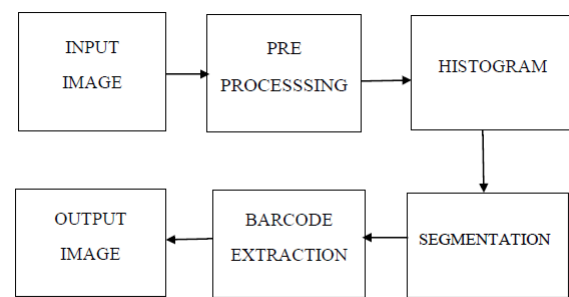 INPUT
IMAGE
PRE
PROCESSSING
HISTOGRAM
OUTPUT
IMAGE
BARCODE
EXTRACTION
SEGMENTATION